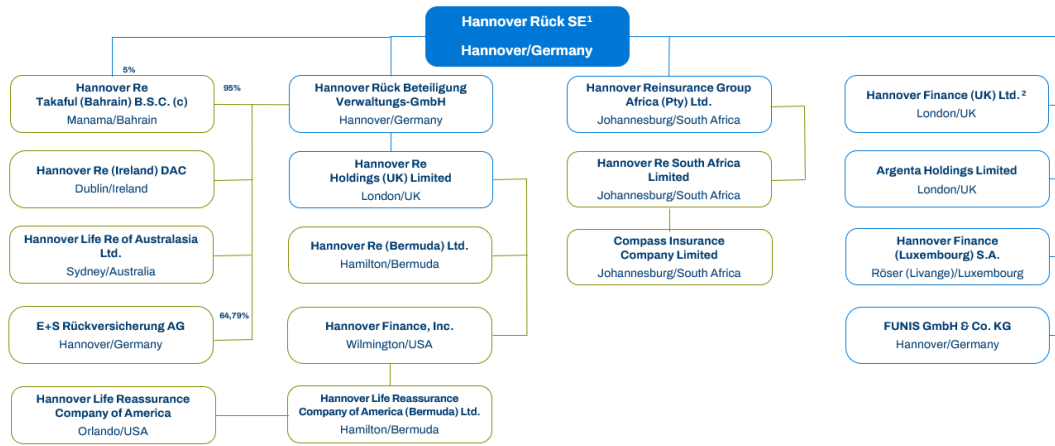 Hannover Rück SE¹
Hannover/Germany
5%
Hannover Re
Takaful (Bahrain) B.S.C. (c)
Manama/Bahrain
95%
Hannover Rück Beteiligung
Verwaltungs-GmbH
Hannover/Germany
Hannover Reinsurance Group
Africa (Pty) Ltd.
Johannesburg/South Africa
Hannover Finance (UK) Ltd. ²
London/UK
Hannover Re (Ireland) DAC
Dublin/Ireland
Hannover Re
Holdings (UK) Limited
London/UK
Hannover Re South Africa
Limited
Johannesburg/South Africa
Argenta Holdings Limited
London/UK
Hannover Life Re of Australasia
Ltd.
Sydney/Australia
Hannover Re (Bermuda) Ltd.
Hamilton/Bermuda
Compass Insurance
Company Limited
Johannesburg/South Africa
Hannover Finance
(Luxembourg) S.A.
Röser (Livange)/Luxembourg
64,79%
E+S Rückversicherung AG
Hannover/Germany
Hannover Finance, Inc.
Wilmington/USA
FUNIS GmbH & Co. KG
Hannover/Germany
Hannover Life Reassurance
Company of America
Orlando/USA
Hannover Life Reassurance
Company of America (Bermuda) Ltd.
Hamilton/Bermuda